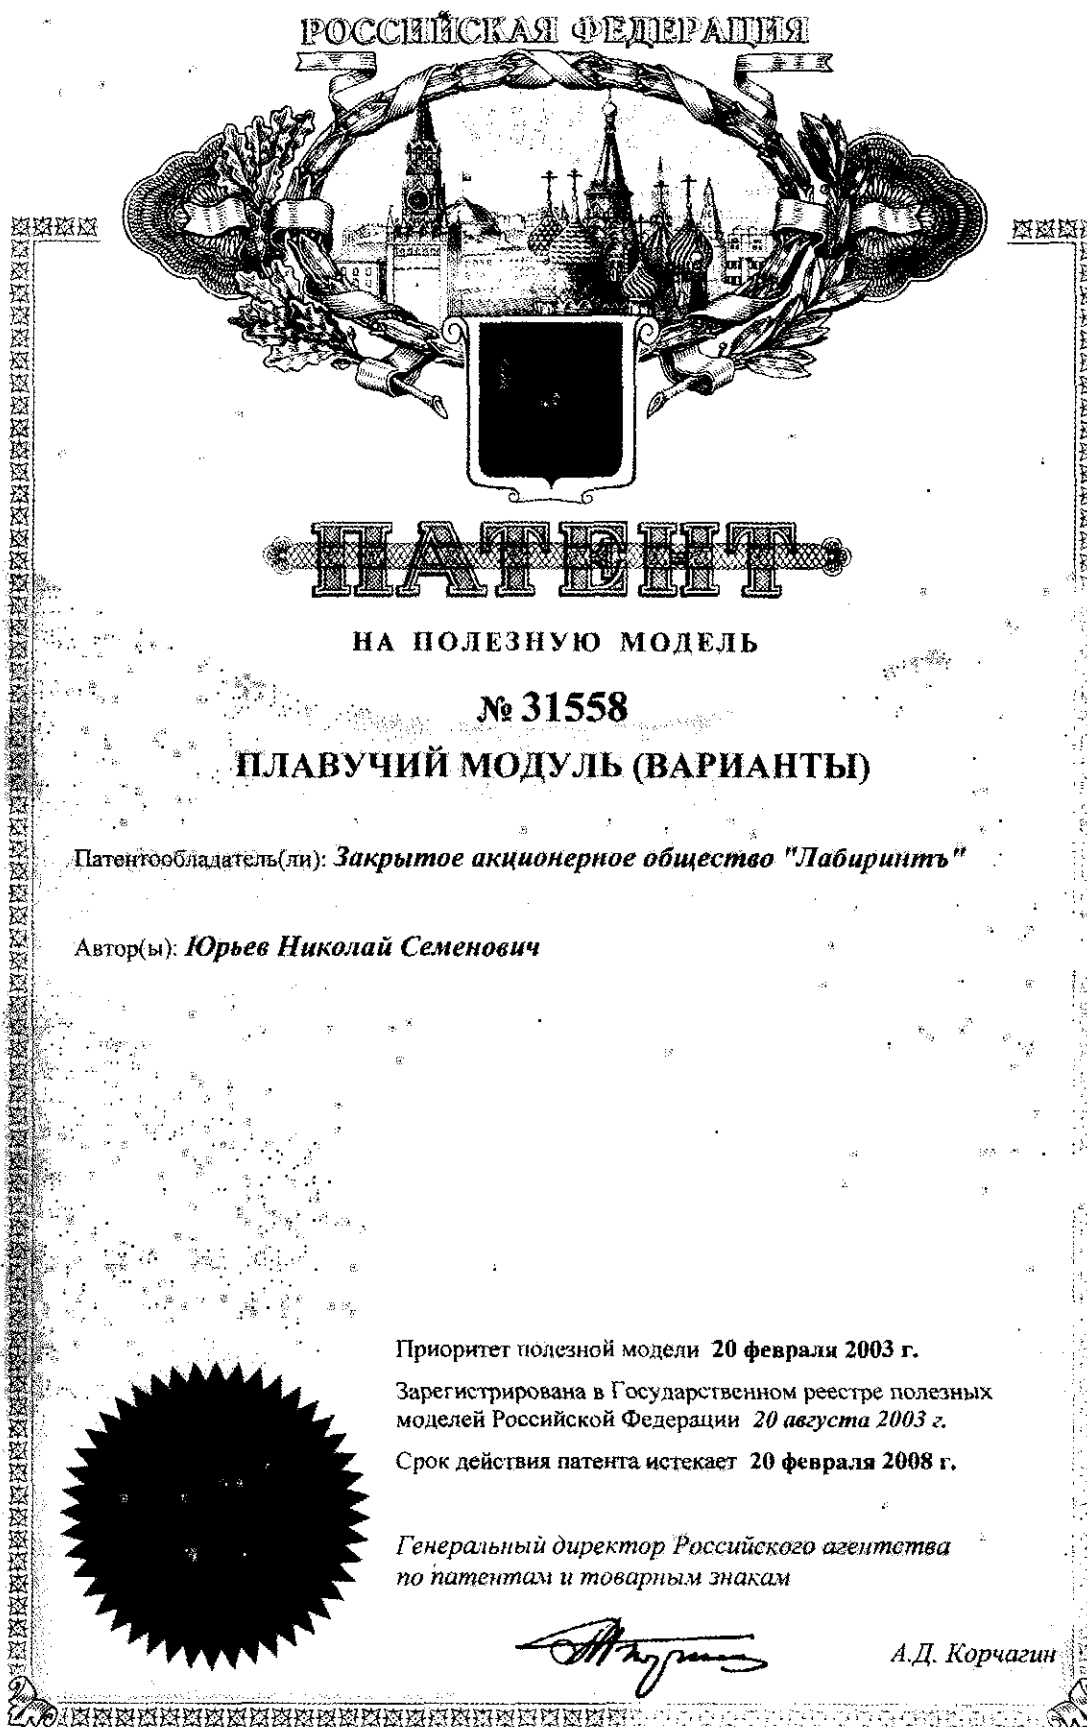 РОССИЙСКАЯ ФЕДЕРАЦИЯ
ПАТЕНТ
НА ПОЛЕЗНУЮ МОДЕЛЬ
№ 31558
ПЛАВУЧИЙ МОДУЛЬ (ВАРИАНТЫ)
Патентообладатель(ли): Закрытое акционерное общество "Лабиринтъ"
Автор(ы): Юрьев Николай Семенович
Приоритет полезной модели 20 февраля 2003 г.
Зарегистрирована в Государственном реестре полезных
моделей Российской Федерации 20 августа 2003 г.
Срок действия патента истекает 20 февраля 2008 г.
Генеральный директор Российского агентства
по патентам и товарным знакам
А.Д. Корчагин